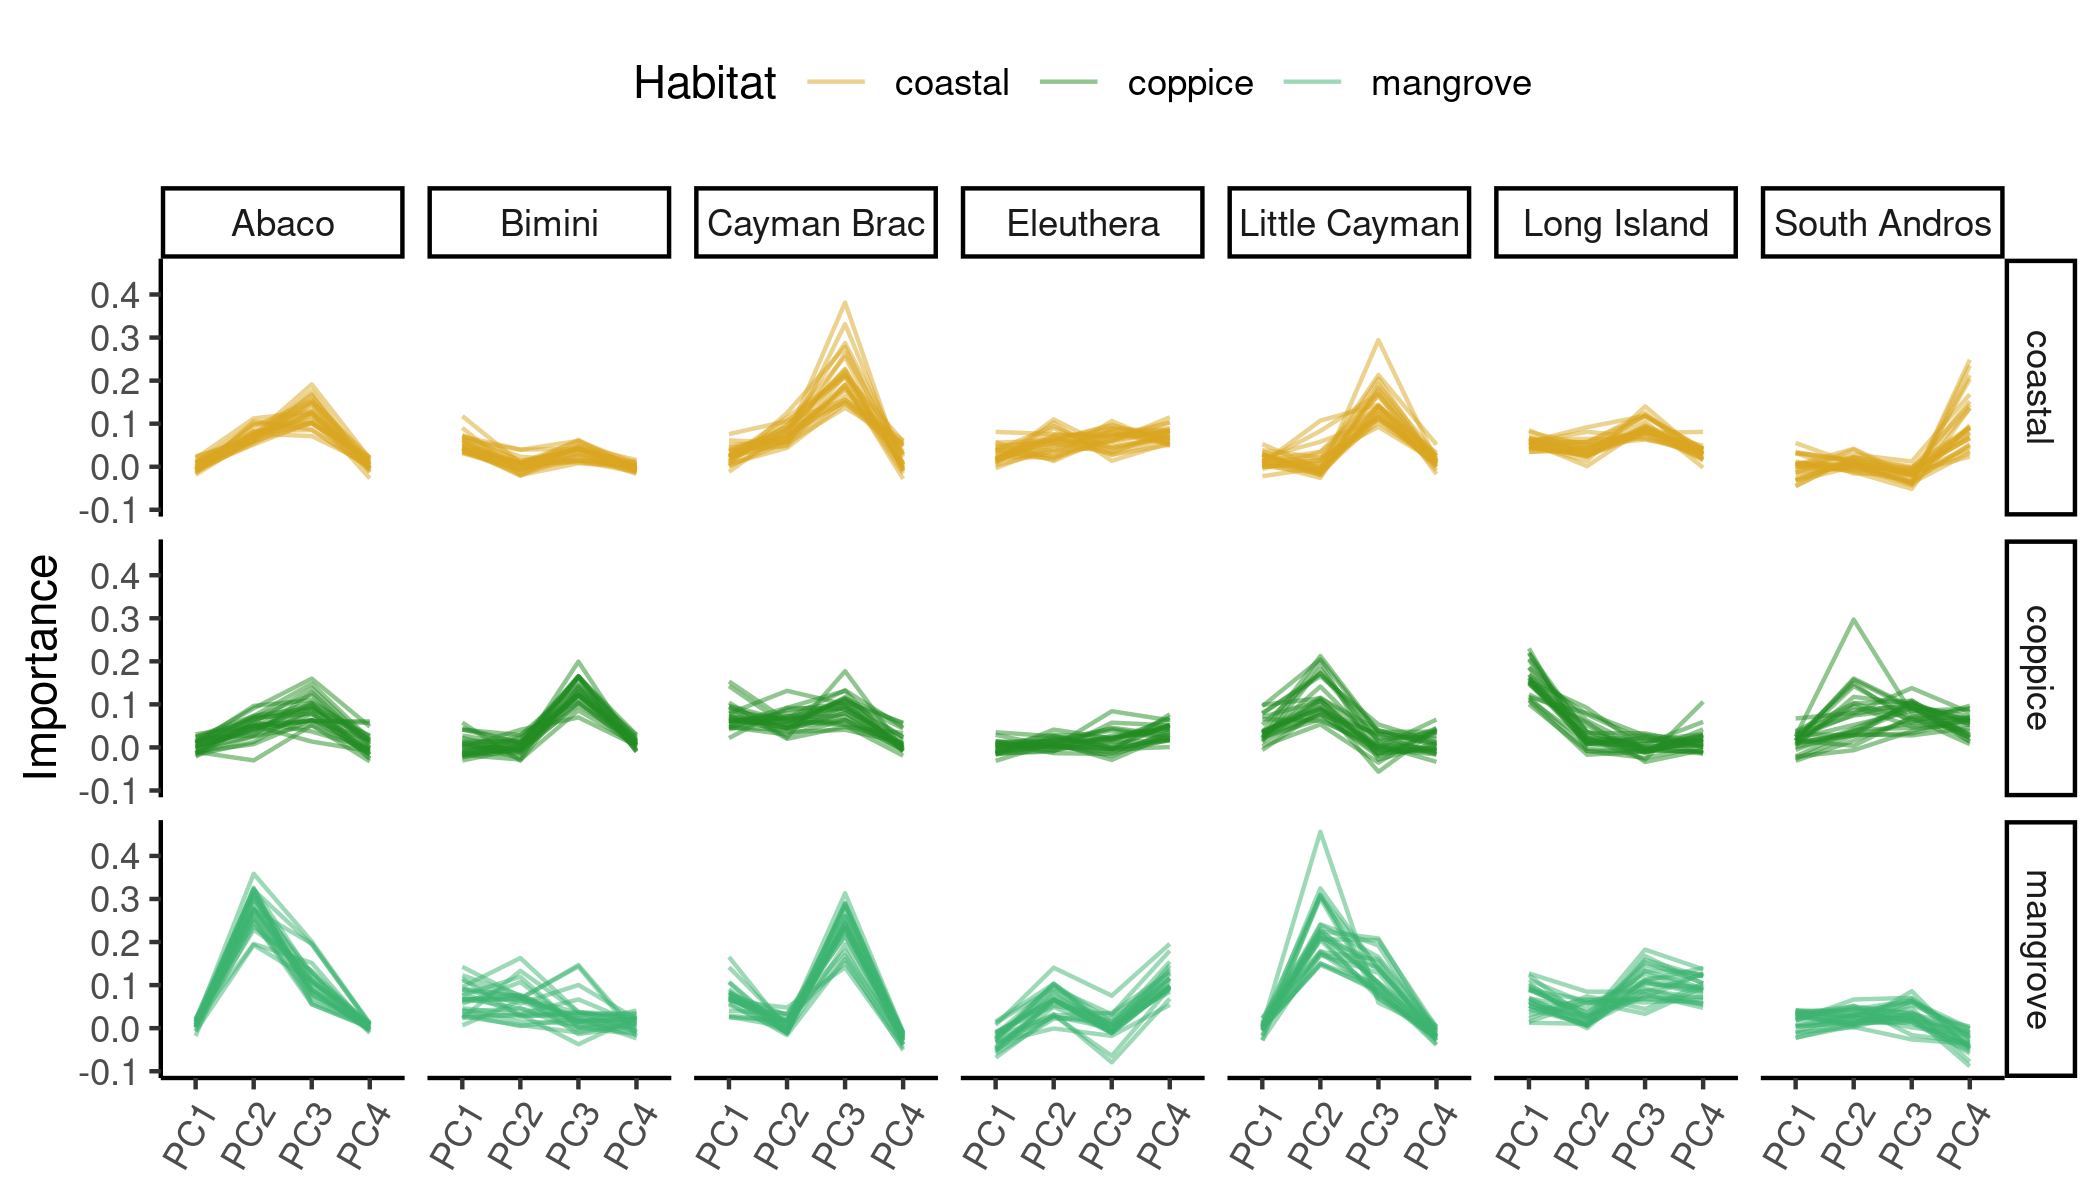 Habitat coastal coppice mangrove
Abaco Bimini Cayman Brac Eleuthera Little Cayman Long Island South Andros
Importance
0.4
0.3
0.2
0.1
0.0
-0.1
coastal
0.4
0.3
0.2
0.1
0.0
-0.1
coppice
0.4
0.3
0.2
0.1
0.0
-0.1
mangrove
PC1 PC2 PC3 PC4 PC1 PC2 PC3 PC4 PC1 PC2 PC3 PC4 PC1 PC2 PC3 PC4 PC1 PC2 PC3 PC4 PC1 PC2 PC3 PC4 PC1 PC2 PC3 PC4